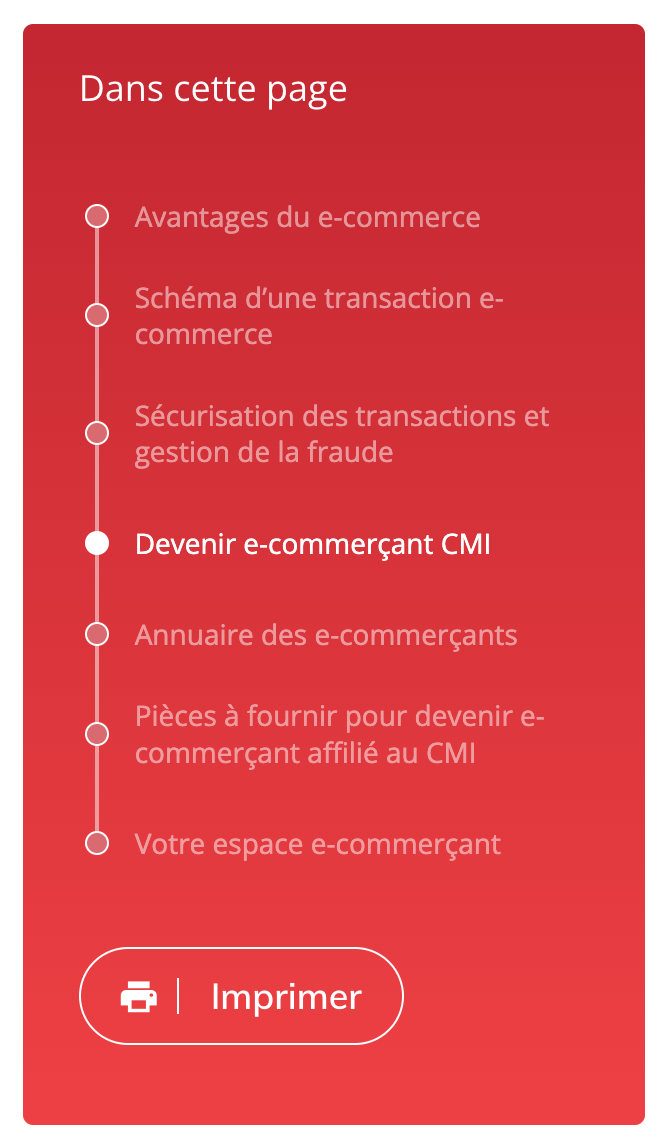 Dans cette page
Avantages du e-commerce
Schéma d’une transaction e-
commerce
Sécurisation des transactions et
gestion de la fraude
Devenir e-commerçant CMI
Annuaire des e-commerçants
Pièces à fournir pour devenir e-
commerçant affilié au CMI
Votre espace e-commerçant
Imprimer